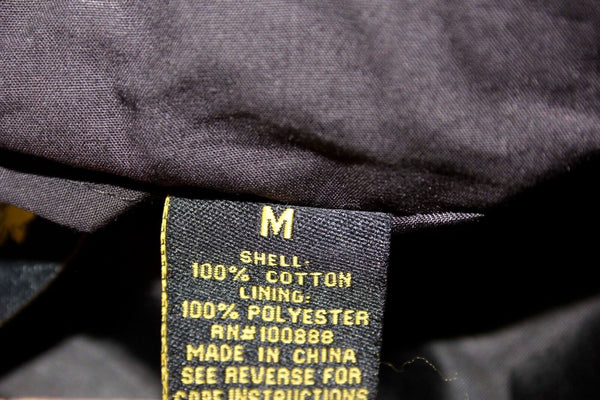 M
SHELL:
100% COTTON
LINING:
100% POLYESTER
RN#100888
MADE IN CHINA
SEE REVERSE FOR
CARE INSTRUCTIONS